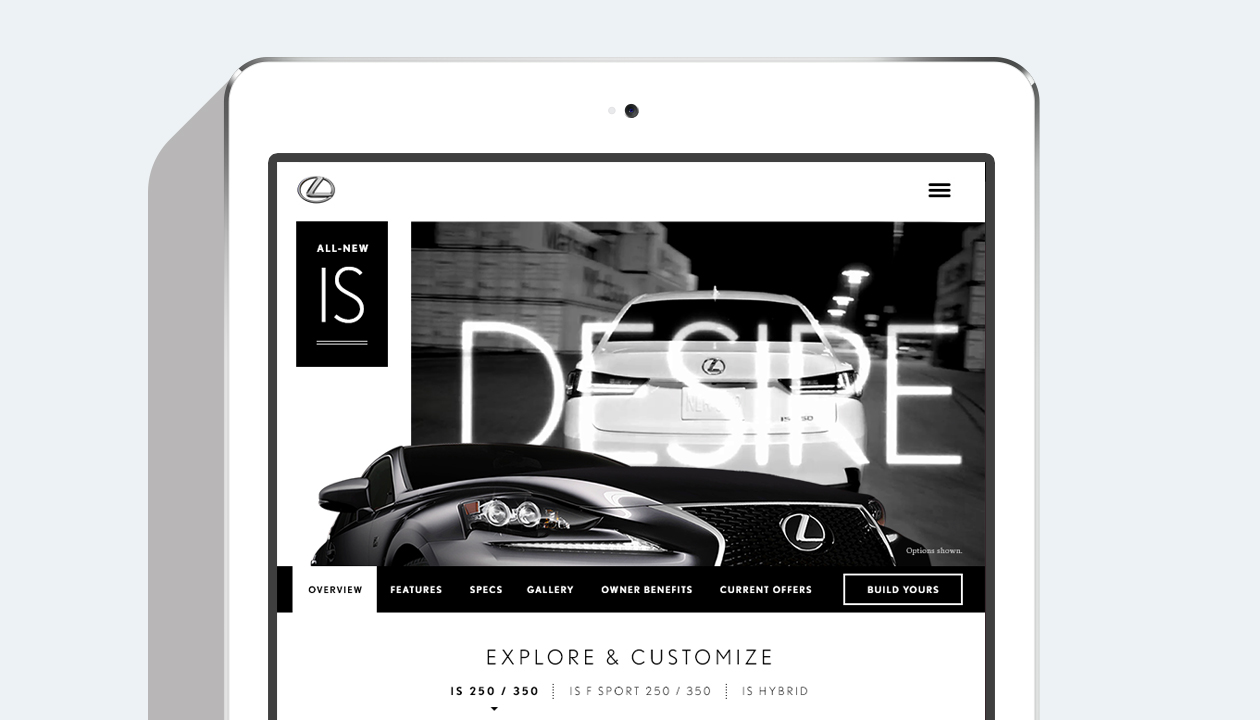 ALL-NEW
IS
DESIRE
Options shown.
OVERVIEW FEATURES SPECS GALLERY OWNER BENEFITS CURRENT OFFERS BUILD YOURS
EXPLORE & CUSTOMIZE
IS 250 / 350 IS F SPORT 250 / 350 IS HYBRID